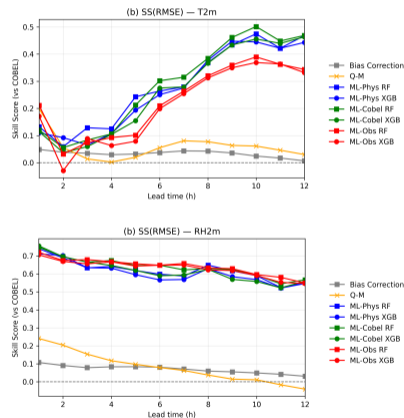 (b) SS(RMSE) — T2m
Skill Score (vs COBEL)
0.5
0.4
0.3
0.2
0.1
0.0
2 4 6 8 10 12
Lead time (h)
Bias Correction
Q-M
ML-Phys RF
ML-Phys XGB
ML-Cobel RF
ML-Cobel XGB
ML-Obs RF
ML-Obs XGB
(b) SS(RMSE) — RH2m
Skill Score (vs COBEL)
0.7
0.6
0.5
0.4
0.3
0.2
0.1
0.0
2 4 6 8 10 12
Lead time (h)
Bias Correction
Q-M
ML-Phys RF
ML-Phys XGB
ML-Cobel RF
ML-Cobel XGB
ML-Obs RF
ML-Obs XGB